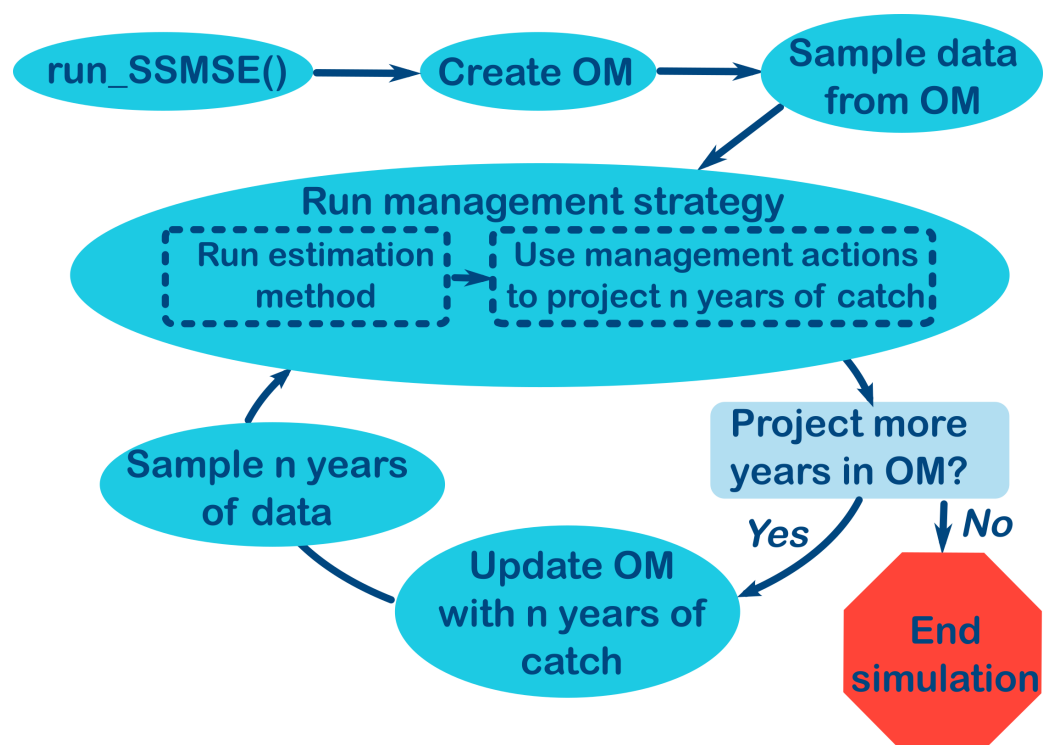 run_SSMSE()
Create OM
Sample data
from OM
Run management strategy
Run estimation
method
Use management actions
to project n years of catch
Project more
years in OM?
Yes
No
Update OM
with n years of
catch
Sample n years
of data
End
simulation